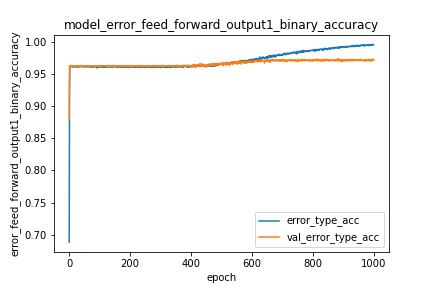 model_error_feed_forward_output1_binary_accuracy
error_feed_forward_output1_binary_accuracy
1.00
0.95
0.90
0.85
0.80
0.75
0.70
0
200
400
600
800
1000
epoch
error_type_acc
val_error_type_acc